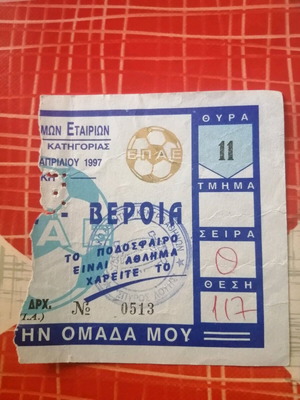 ΜΩΝ ΕΤΑΙΡΙΩΝ
ΚΑΤΗΓΟΡΙΑΣ
ΑΠΡΙΛΙΟΥ 1997
ΕΠΑΕ
- ΒΕΡΟΙΑ
ΤΟ ΠΟΔΟΣΦΑΙΡΟ
ΕΙΝΑΙ ΑΘΛΗΜΑ
ΧΑΡΕΙΤΕ ΤΟ
ΔΡΧ.
Τ.Α.)
№ 0513
ΗΝ ΟΜΑΔΑ ΜΟΥ
ΘΥΡΑ
11
ΤΜΗΜΑ
ΣΕΙΡΑ
Θ
ΘΕΣΗ
117